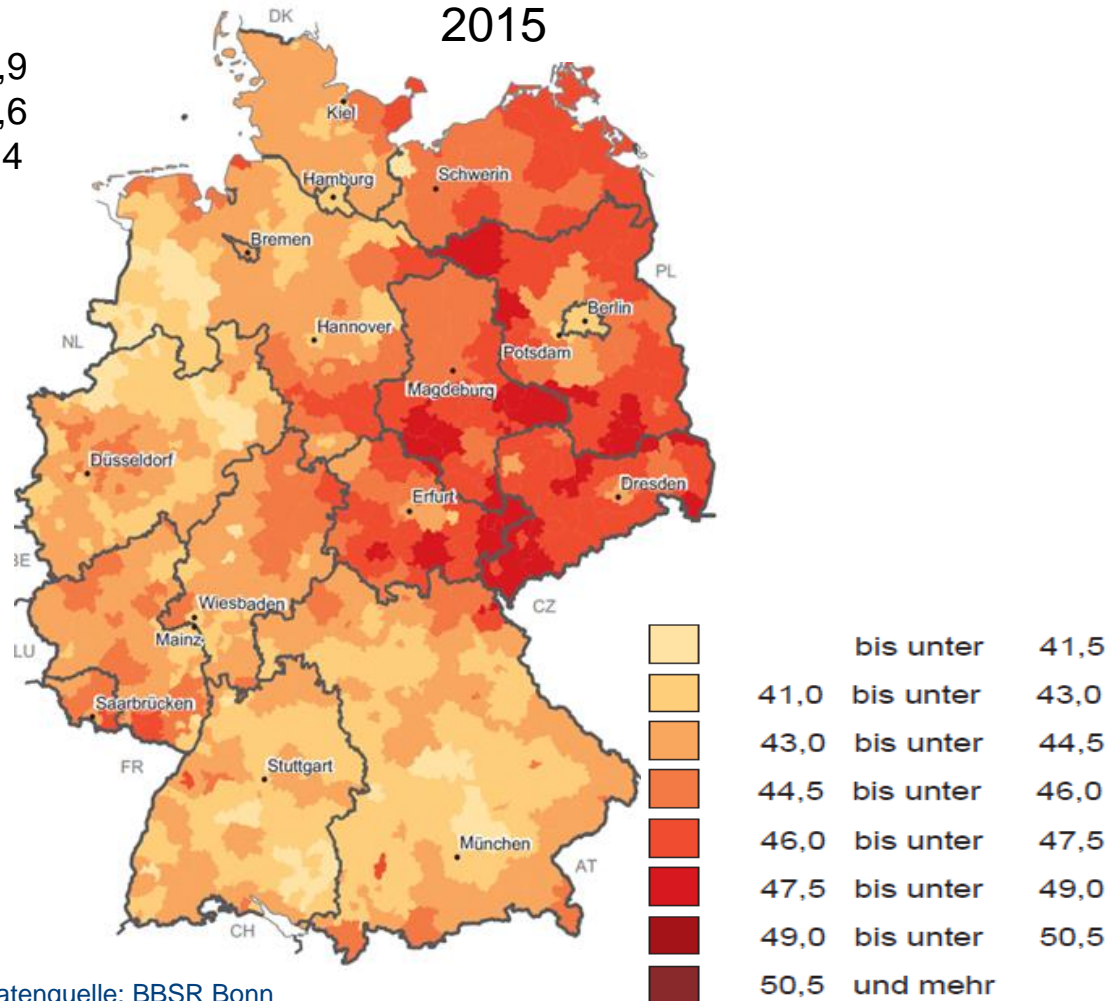 2015
,9
,6
4
DK
Kiel
Hamburg
Schwerin
Bremen
PL
Berlin
Hannover
NL
Potsdam
Magdeburg
Düsseldorf
Dresden
Erfurt
BE
Wiesbaden
CZ
Mainz
LU
Saarbrücken
FR
Stuttgart
München
AT
CH
bis unter 41,5
41,0 bis unter 43,0
43,0 bis unter 44,5
44,5 bis unter 46,0
46,0 bis unter 47,5
47,5 bis unter 49,0
49,0 bis unter 50,5
50,5 und mehr
atenquelle: BBSR Bonn